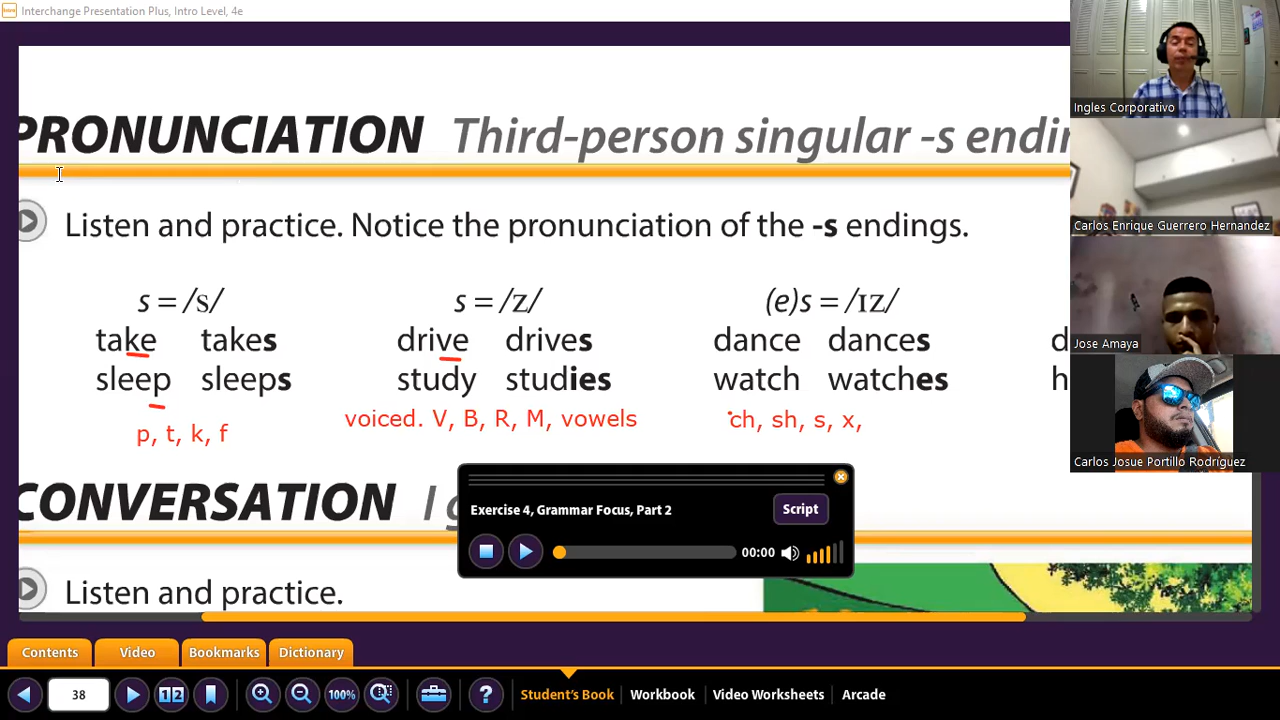 Interchange Presentation Plus, Intro Level, 4e
PRONUNCIATION Third-person singular -s endin
Listen and practice. Notice the pronunciation of the -s endings.
s = /s/ s = /z/ (e)s = /ɪz/
take takes drive drives dance dances d
sleep sleeps study studies watch watches h
p, t, k, f voiced. V, B, R, M, vowels ch, sh, s, x,
CONVERSATION I g
Exercise 4, Grammar Focus, Part 2 Script
00:00
Listen and practice.
Ingles Corporativo
Carlos Enrique Guerrero Hernandez
Jose Amaya
Carlos Josue Portillo Rodríguez
Contents Video Bookmarks Dictionary
38 1 2 100% ? Student's Book Workbook Video Worksheets Arcade